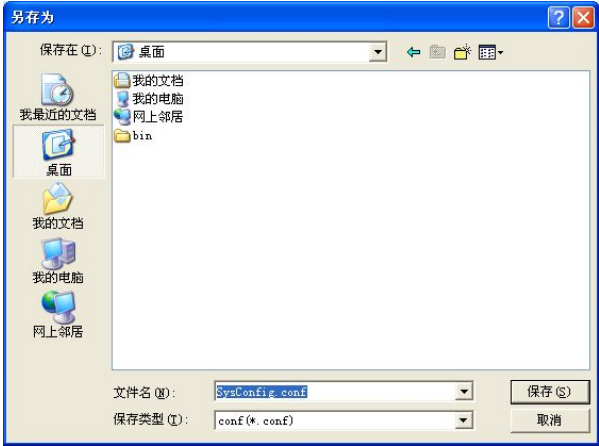 另存为
保存在(I):
桌面
我最近的文档
桌面
我的文档
我的电脑
网上邻居
我的文档
我的电脑
网上邻居
bin
文件名(N):
SysConfig.conf
保存(S)
保存类型(T):
conf(*.conf)
取消